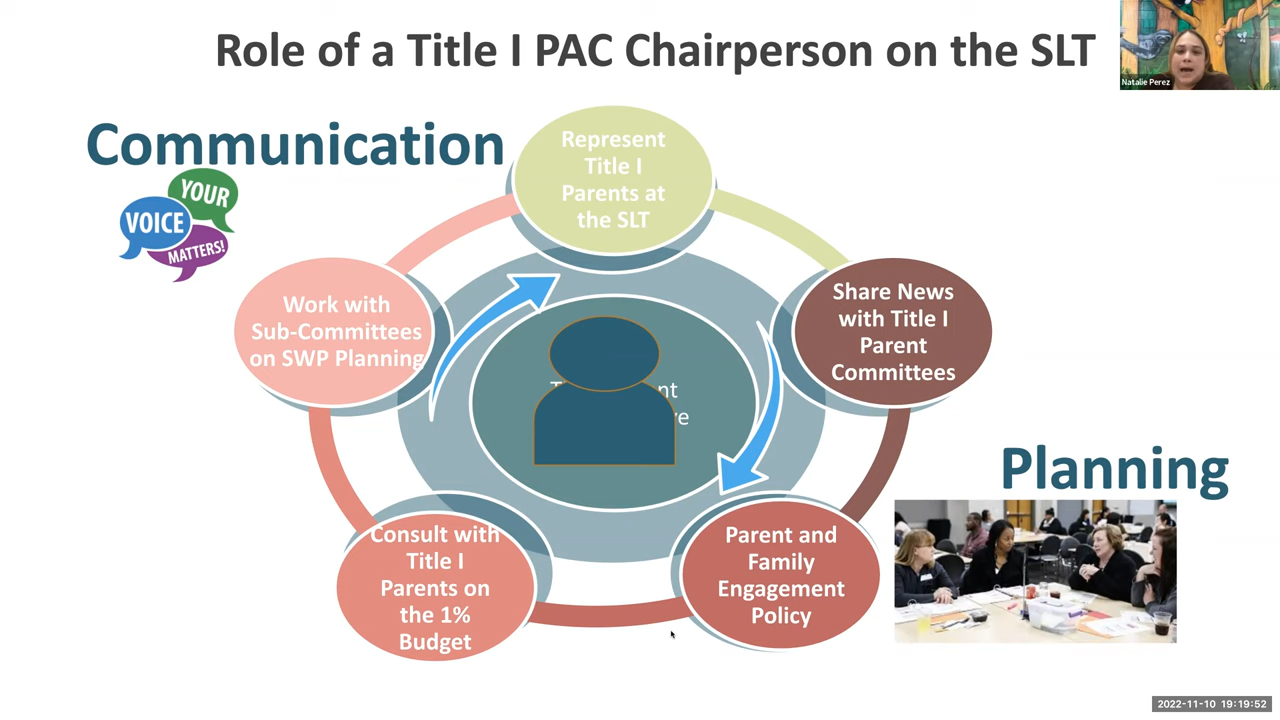 Role of a Title I PAC Chairperson on the SLT
Natalie Perez
Communication
YOUR
VOICE
MATTERS!
Represent
Title I
Parents at
the SLT
Share News
with Title I
Parent
Committees
Work with
Sub-Committees
on SWP Planning
Planning
Parent and
Family
Engagement
Policy
Consult with
Title I
Parents on
the 1%
Budget
2022-11-10 19:19:52